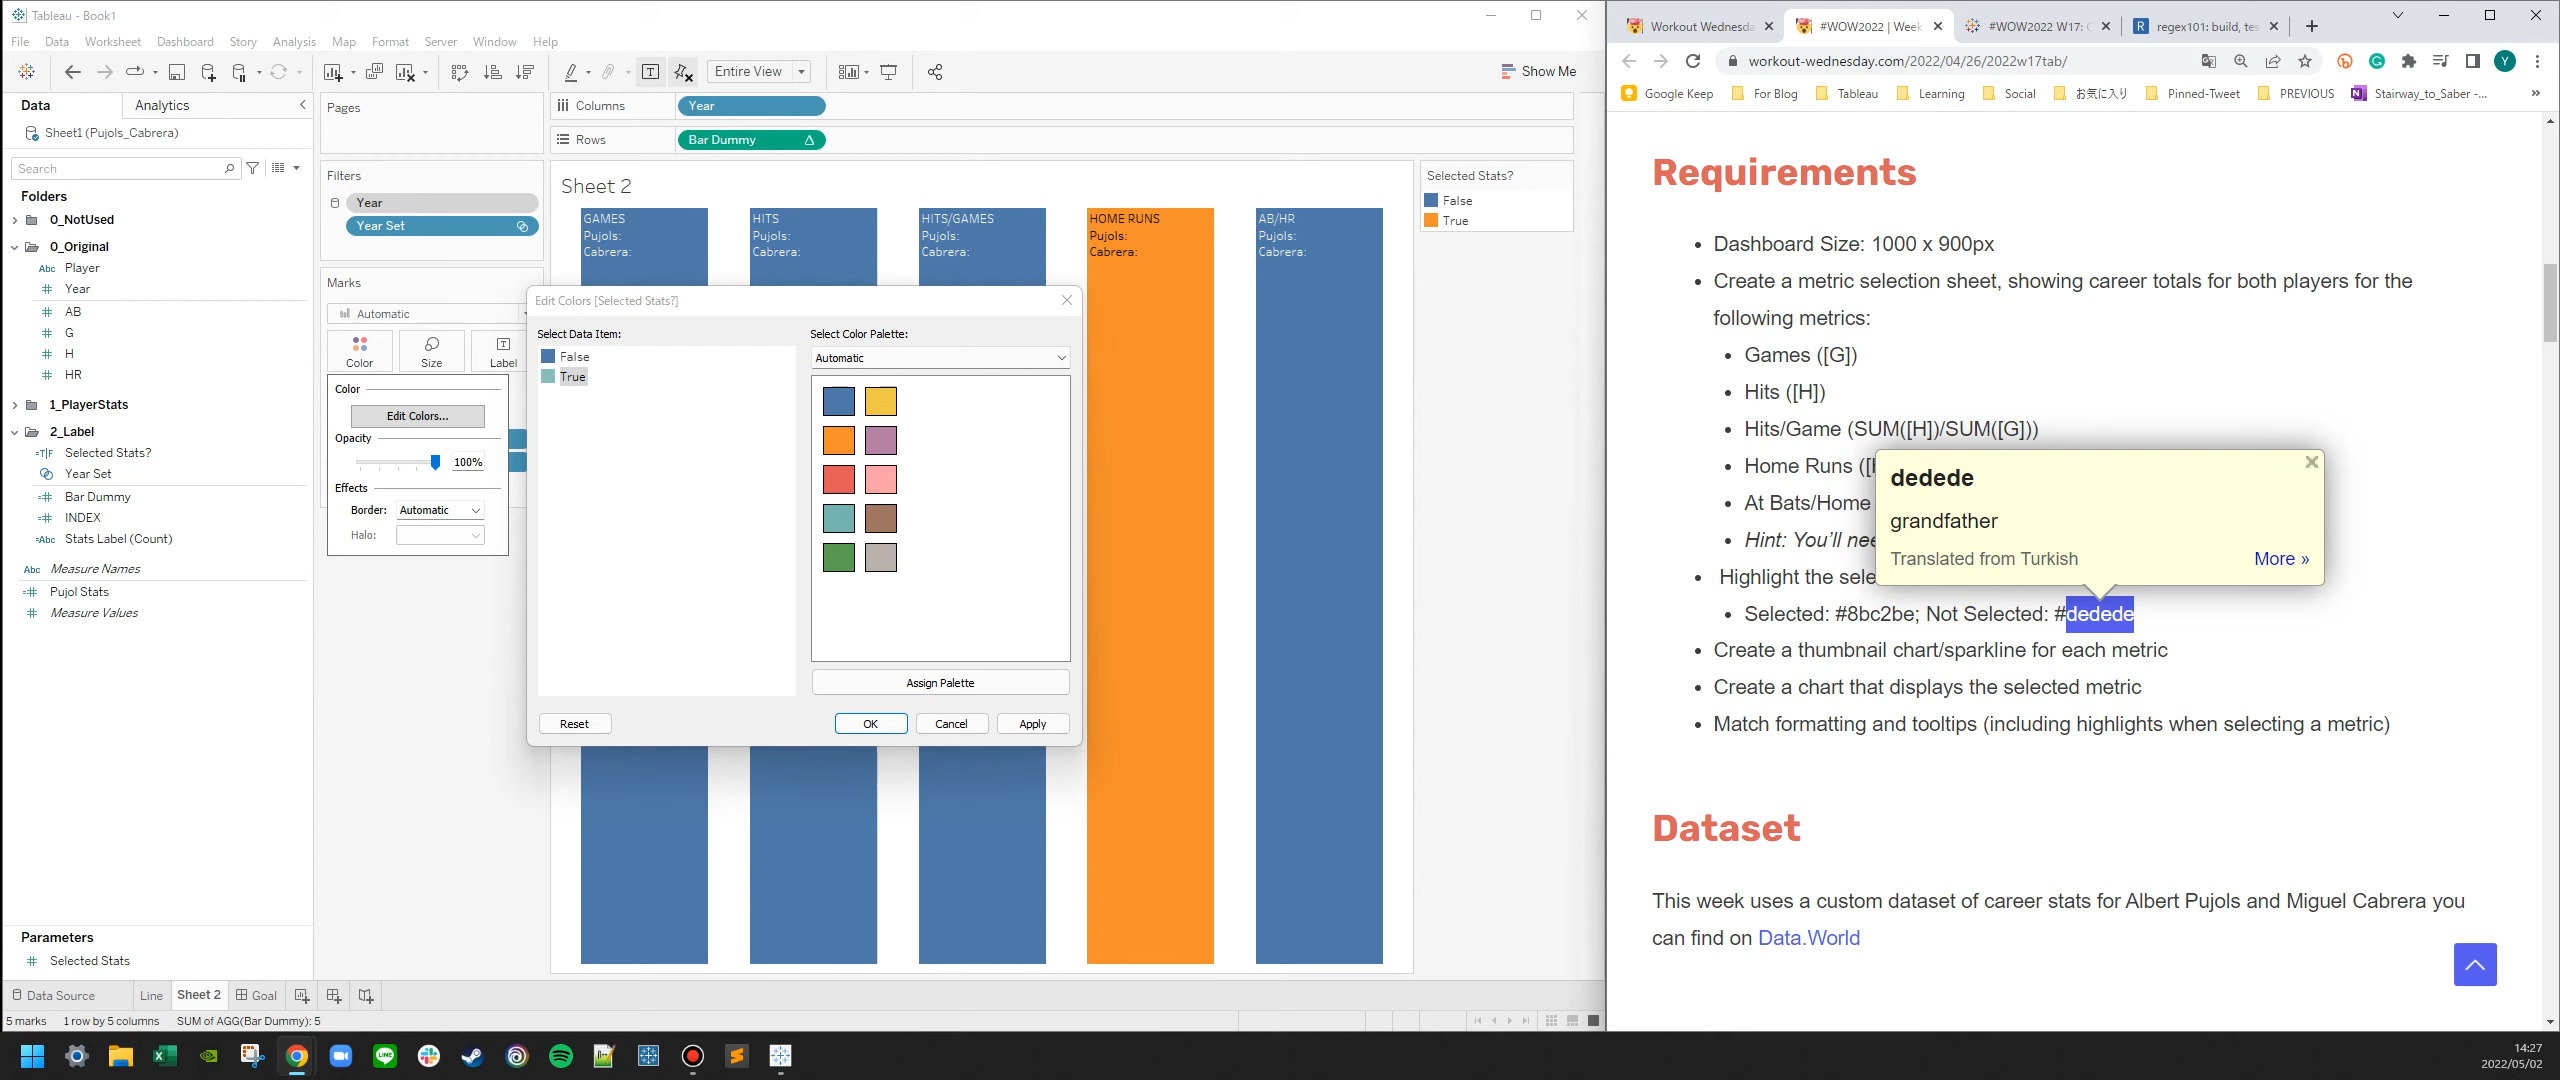 Tableau - Book1
File Data Worksheet Dashboard Story Analysis Map Format Server Window Help
Entire View
Show Me
Data
Analytics
Sheet1 (Pujols_Cabrera)
Search
Folders
0_NotUsed
0_Original
Abc Player
# Year
# AB
# G
# H
# HR
1_PlayerStats
2_Label
=T|F Selected Stats?
Year Set
=# Bar Dummy
=# INDEX
=Abc Stats Label (Count)
Abc Measure Names
=# Pujol Stats
# Measure Values
Parameters
# Selected Stats
Pages
Filters
Year
Year Set
Marks
Automatic
Color
Size
Label
Color
Edit Colors...
Opacity
100%
Effects
Border: Automatic
Halo:
Columns
Year
Rows
Bar Dummy
Sheet 2
GAMES
Pujols:
Cabrera:
HITS
Pujols:
Cabrera:
HITS/GAMES
Pujols:
Cabrera:
HOME RUNS
Pujols:
Cabrera:
AB/HR
Pujols:
Cabrera:
Selected Stats?
False
True
Edit Colors [Selected Stats?]
Select Data Item:
False
True
Select Color Palette:
Automatic
Assign Palette
Reset
OK
Cancel
Apply
Data Source
Line
Sheet 2
Goal
5 marks 1 row by 5 columns SUM of AGG(Bar Dummy): 5
Workout Wednesda
#WOW2022 | Week
#WOW2022 W17: C
regex101: build, tes
workout-wednesday.com/2022/04/26/2022w17tab/
Y
Google Keep
For Blog
Tableau
Learning
Social
お気に入り
Pinned-Tweet
PREVIOUS
Stairway_to_Saber -...
»
Requirements
• Dashboard Size: 1000 x 900px
• Create a metric selection sheet, showing career totals for both players for the
following metrics:
• Games ([G])
• Hits ([H])
• Hits/Game (SUM([H])/SUM([G]))
• Home Runs ([
• At Bats/Home
• Hint: You'll nee
• Highlight the sele
• Selected: #8bc2be; Not Selected: #dedede
dedede
grandfather
Translated from Turkish
More »
• Create a thumbnail chart/sparkline for each metric
• Create a chart that displays the selected metric
• Match formatting and tooltips (including highlights when selecting a metric)
Dataset
This week uses a custom dataset of career stats for Albert Pujols and Miguel Cabrera you
can find on Data.World
14:27
2022/05/02